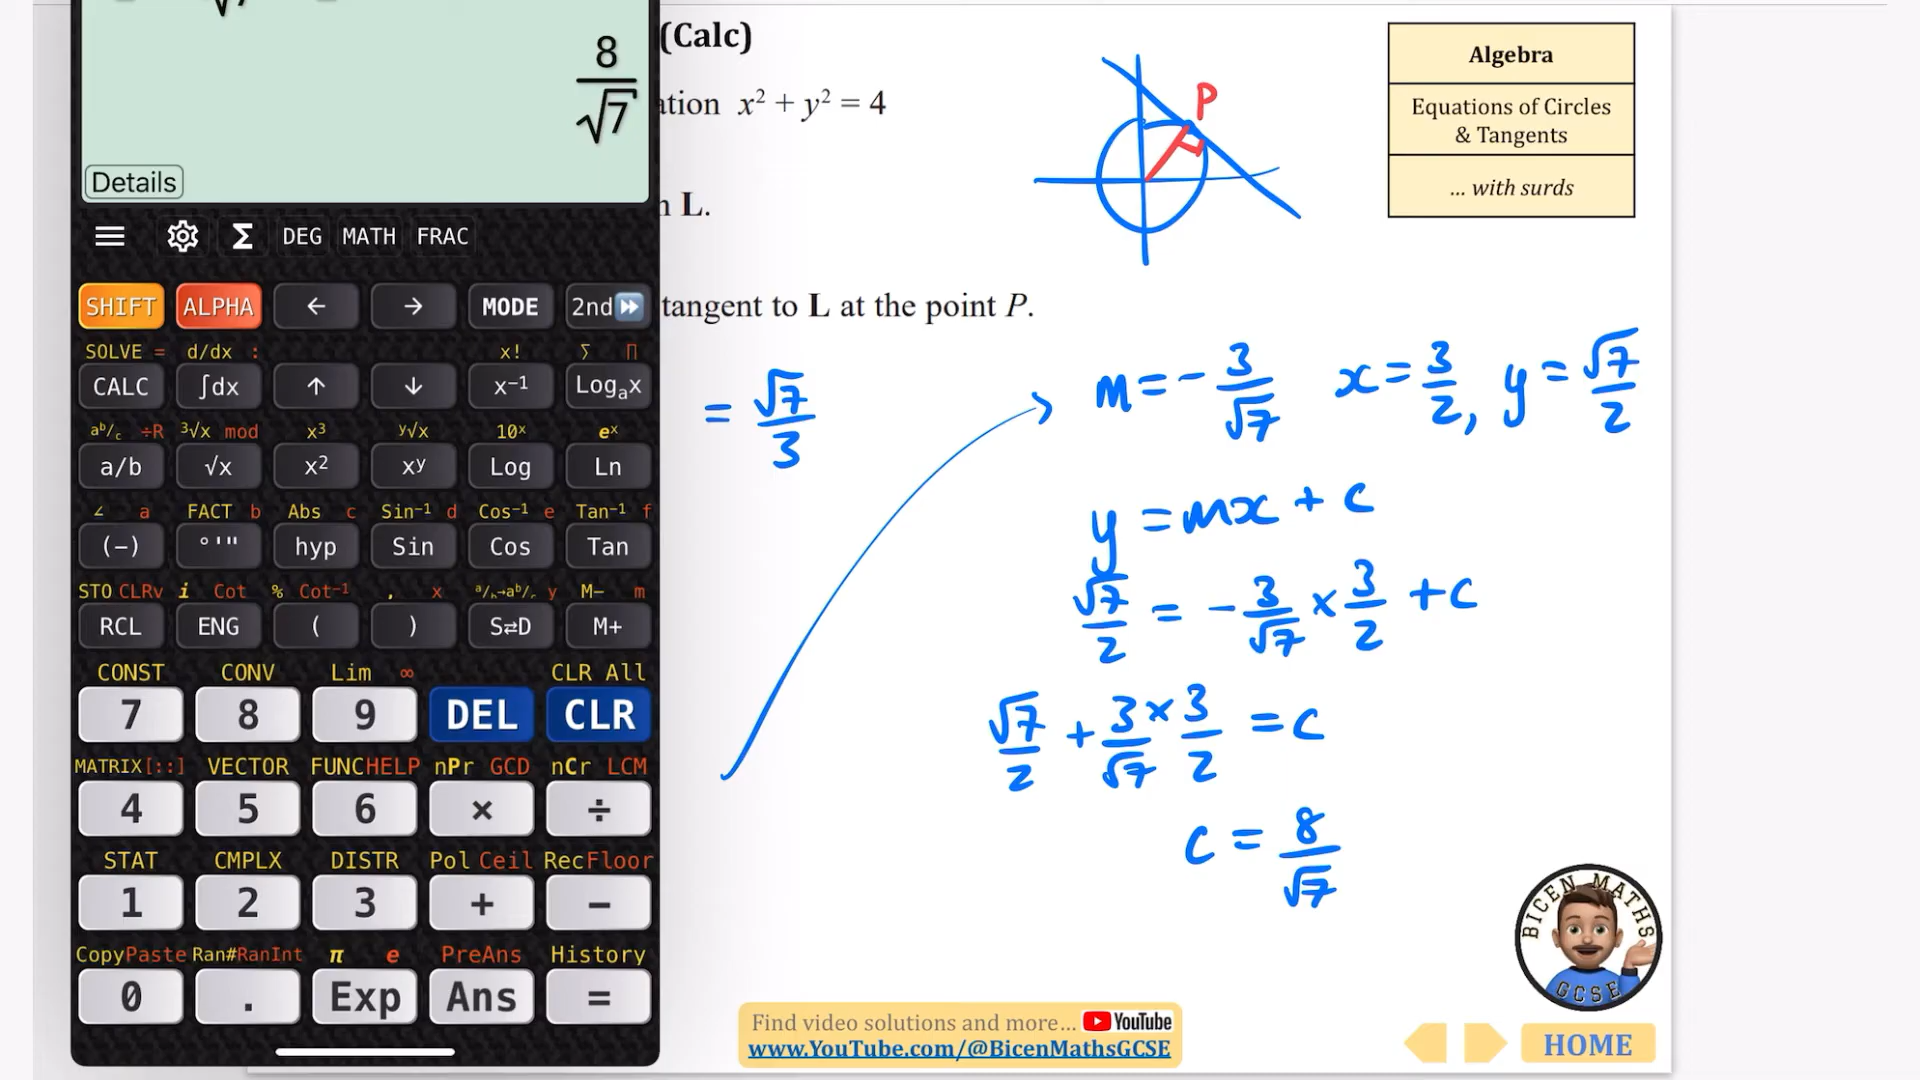 (Calc)
ation x² + y² = 4
n L.
tangent to L at the point P.
P
Algebra
Equations of Circles
& Tangents
... with surds
= √7/3
m = -3/√7 x = 3/2, y = √7/2
y = mx + c
√7/2 = -3/√7 × 3/2 + c
√7/2 + 3/√7 × 3/2 = c
c = 8/√7
8/√7
Details
DEG MATH FRAC
SHIFT ALPHA ← → MODE 2nd
SOLVE = d/dx : x! ∑ ∏
CALC ∫dx ↑ ↓ x⁻¹ Logₐx
aᵇ/c ÷R ³√x mod x³ ʸ√x 10ˣ eˣ
a/b √x x² xʸ Log Ln
∠ a FACT b Abs c Sin⁻¹ d Cos⁻¹ e Tan⁻¹ f
(−) °'" hyp Sin Cos Tan
STO CLRv i Cot % Cot⁻¹ , x y M− m
RCL ENG ( ) S⇄D M+
CONST CONV Lim ∞ CLR All
7 8 9 DEL CLR
MATRIX[::] VECTOR FUNC HELP nPr GCD nCr LCM
4 5 6 × ÷
STAT CMPLX DISTR Pol Ceil Rec Floor
1 2 3 + −
Copy Paste Ran# RanInt π e PreAns History
0 . Exp Ans =
BICEN MATHS
GCSE
Find video solutions and more... YouTube
www.YouTube.com/@BicenMathsGCSE
HOME